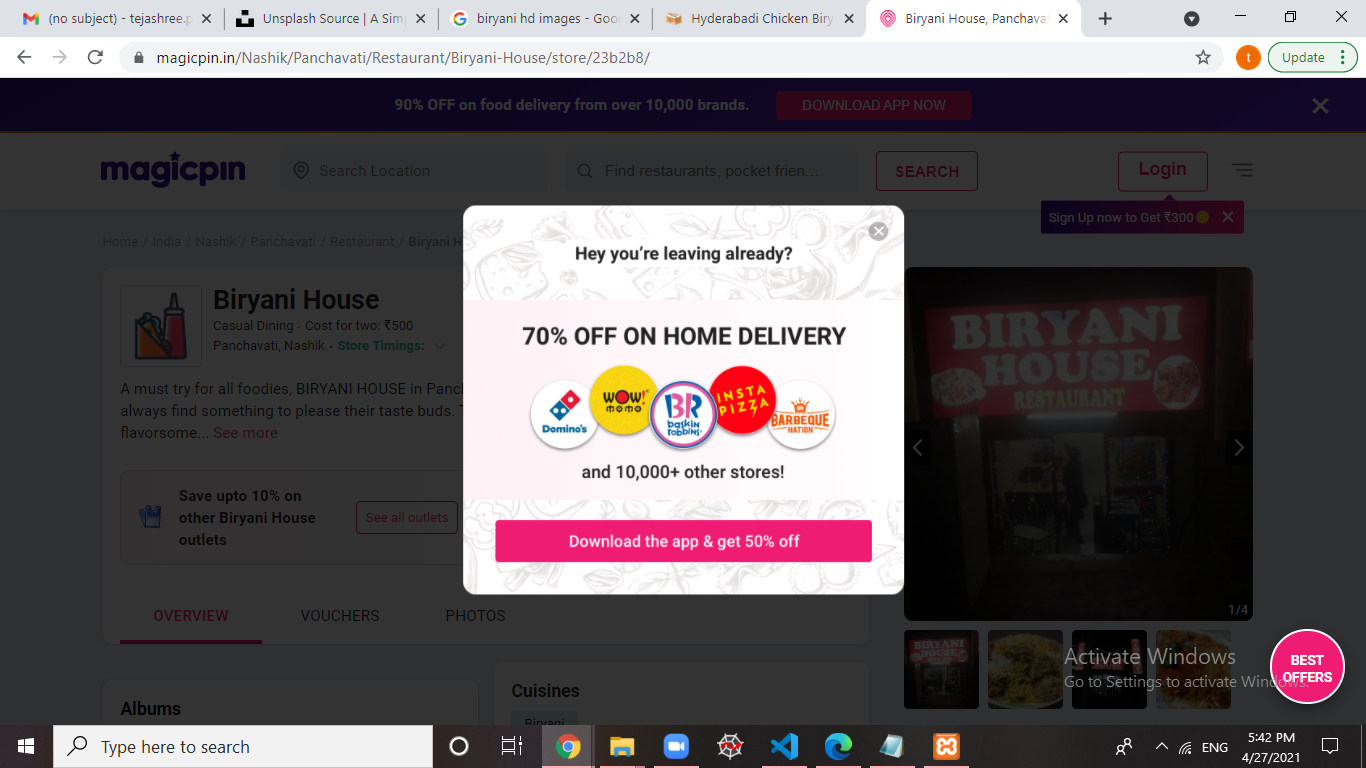 (no subject) - tejashree.p
Unsplash Source | A Simp
biryani hd images - Goo
Hyderabadi Chicken Biry
Biryani House, Panchava
magicpin.in/Nashik/Panchavati/Restaurant/Biryani-House/store/23b2b8/
t
Update
90% OFF on food delivery from over 10,000 brands.
DOWNLOAD APP NOW
magicpin
Search Location
Find restaurants, pocket frien...
SEARCH
Login
Sign Up now to Get ₹300
Home / India / Nashik / Panchavati / Restaurant / Biryani H
Hey you're leaving already?
70% OFF ON HOME DELIVERY
Domino's
WOW!
momo
BR
baskin
robbins
INSTA
PIZZA
BARBEQUE
NATION
and 10,000+ other stores!
Download the app & get 50% off
Biryani House
Casual Dining - Cost for two: ₹500
Panchavati, Nashik • Store Timings:
A must try for all foodies, BIRYANI HOUSE in Panc
always find something to please their taste buds. T
flavorsome... See more
Save upto 10% on
other Biryani House
outlets
See all outlets
OVERVIEW
VOUCHERS
PHOTOS
BIRYANI
HOUSE
RESTAURANT
1/4
BIRYANI
HOUSE
Albums
Cuisines
Biryani
Activate Windows
Go to Settings to activate Windows.
BEST
OFFERS
Type here to search
ENG
5:42 PM
4/27/2021